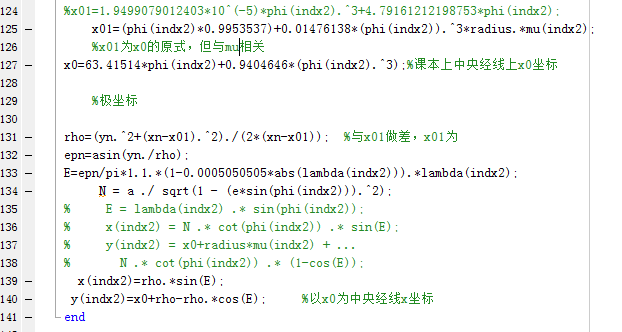 124 %x01=1.9499079012403*10^(-5)*phi(indx2).^3+4.79161212198753*phi(indx2);
125 — x01=(phi(indx2)*0.9953537)+0.01476138*(phi(indx2)).^3*radius.*mu(indx2);
126 %x01为x0的原式，但与mu相关
127 — x0=63.41514*phi(indx2)+0.9404646*(phi(indx2).^3);%课本上中央经线上x0坐标
128
129 %极坐标
130
131 — rho=(yn.^2+(xn-x01).^2)./(2*(xn-x01)); %与x01做差，x01为
132 — epn=asin(yn./rho);
133 — E=epn/pi*1.1.*(1-0.0005050505*abs(lambda(indx2))).*lambda(indx2);
134 — N = a ./ sqrt(1 - (e*sin(phi(indx2))).^2);
135 % E = lambda(indx2) .* sin(phi(indx2));
136 % x(indx2) = N .* cot(phi(indx2)) .* sin(E);
137 % y(indx2) = x0+radius*mu(indx2) + ...
138 % N .* cot(phi(indx2)) .* (1-cos(E));
139 — x(indx2)=rho.*sin(E);
140 — y(indx2)=x0+rho-rho.*cos(E); %以x0为中央经线x坐标
141 — end